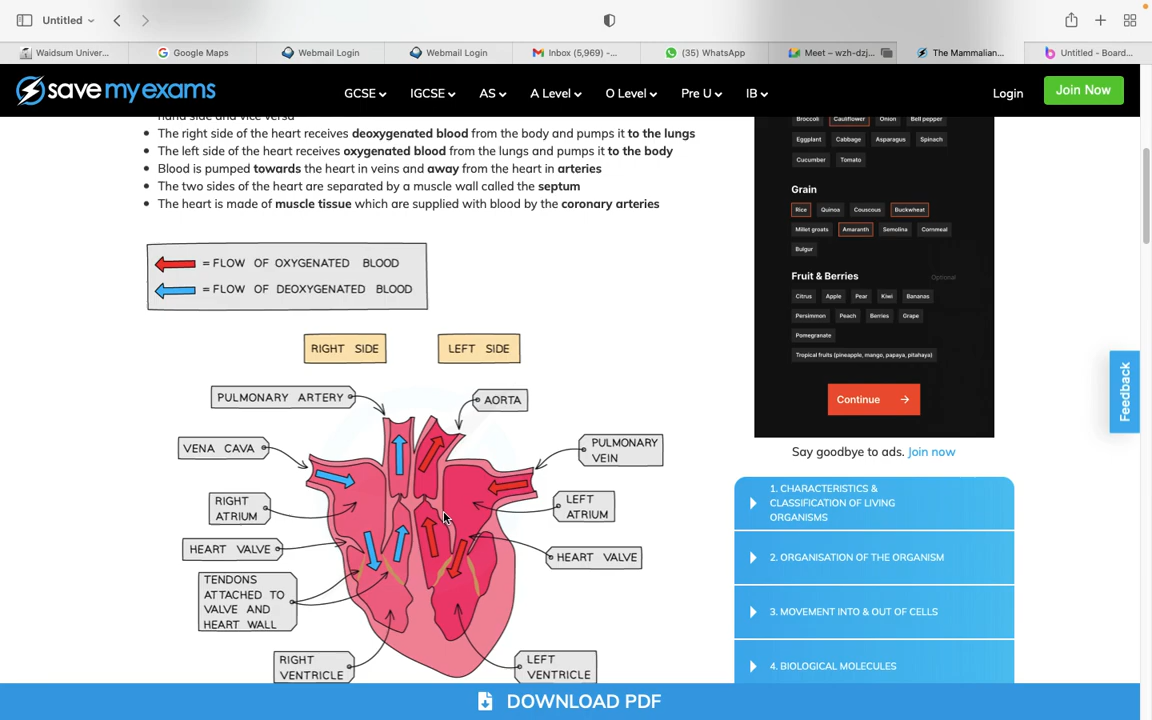 Untitled
Waidsum Univer...
Google Maps
Webmail Login
Webmail Login
Inbox (5,969) -...
(35) WhatsApp
Meet – wzh-dzj...
The Mammalian...
Untitled - Board...
save my exams
GCSE
IGCSE
AS
A Level
O Level
Pre U
IB
Login
Join Now
hand side and vice versa
The right side of the heart receives deoxygenated blood from the body and pumps it to the lungs
The left side of the heart receives oxygenated blood from the lungs and pumps it to the body
Blood is pumped towards the heart in veins and away from the heart in arteries
The two sides of the heart are separated by a muscle wall called the septum
The heart is made of muscle tissue which are supplied with blood by the coronary arteries
= FLOW OF OXYGENATED BLOOD
= FLOW OF DEOXYGENATED BLOOD
RIGHT SIDE
LEFT SIDE
PULMONARY ARTERY
AORTA
VENA CAVA
PULMONARY
VEIN
RIGHT
ATRIUM
LEFT
ATRIUM
HEART VALVE
HEART VALVE
TENDONS
ATTACHED TO
VALVE AND
HEART WALL
RIGHT
VENTRICLE
LEFT
VENTRICLE
Broccoli Cauliflower Onion Bell pepper
Eggplant Cabbage Asparagus Spinach
Cucumber Tomato
Grain
Rice Quinoa Couscous Buckwheat
Millet groats Amaranth Semolina Cornmeal
Bulgur
Fruit & Berries Optional
Citrus Apple Pear Kiwi Bananas
Persimmon Peach Berries Grape
Pomegranate
Tropical fruits (pineapple, mango, papaya, pitahaya)
Continue
Say goodbye to ads. Join now
1. CHARACTERISTICS &
CLASSIFICATION OF LIVING
ORGANISMS
2. ORGANISATION OF THE ORGANISM
3. MOVEMENT INTO & OUT OF CELLS
4. BIOLOGICAL MOLECULES
Feedback
DOWNLOAD PDF